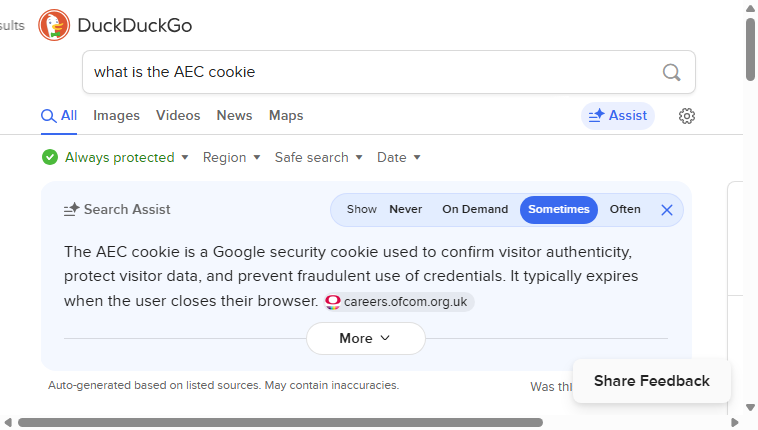 DuckDuckGo
what is the AEC cookie
All Images Videos News Maps Assist
Always protected Region Safe search Date
Search Assist Show Never On Demand Sometimes Often
The AEC cookie is a Google security cookie used to confirm visitor authenticity,
protect visitor data, and prevent fraudulent use of credentials. It typically expires
when the user closes their browser. careers.ofcom.org.uk
More
Auto-generated based on listed sources. May contain inaccuracies. Was
Share Feedback